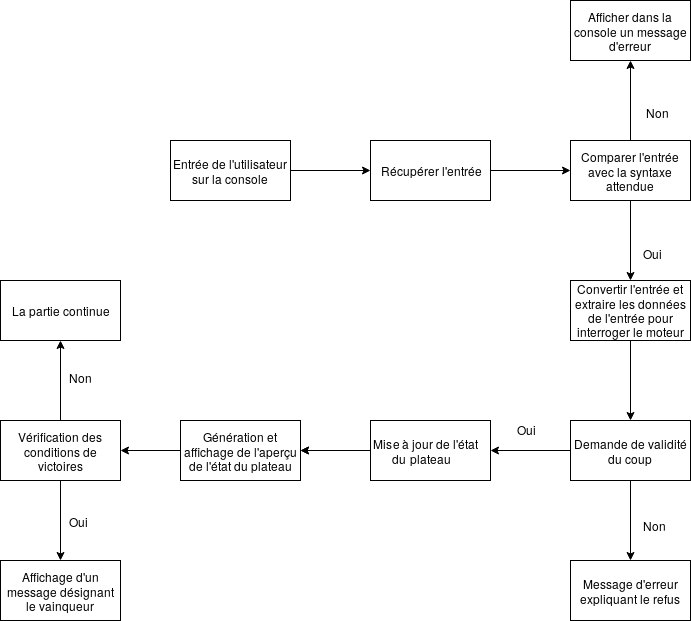 Afficher dans la
console un message
d'erreur
Non
Entrée de l'utilisateur
sur la console
Récupérer l'entrée
Comparer l'entrée
avec la syntaxe
attendue
Oui
La partie continue
Convertir l'entrée et
extraire les données
de l'entrée pour
interroger le moteur
Non
Vérification des
conditions de
victoires
Génération et
affichage de l'aperçu
de l'état du plateau
Mise à jour de l'état
du plateau
Oui
Demande de validité
du coup
Oui
Non
Affichage d'un
message désignant
le vainqueur
Message d'erreur
expliquant le refus